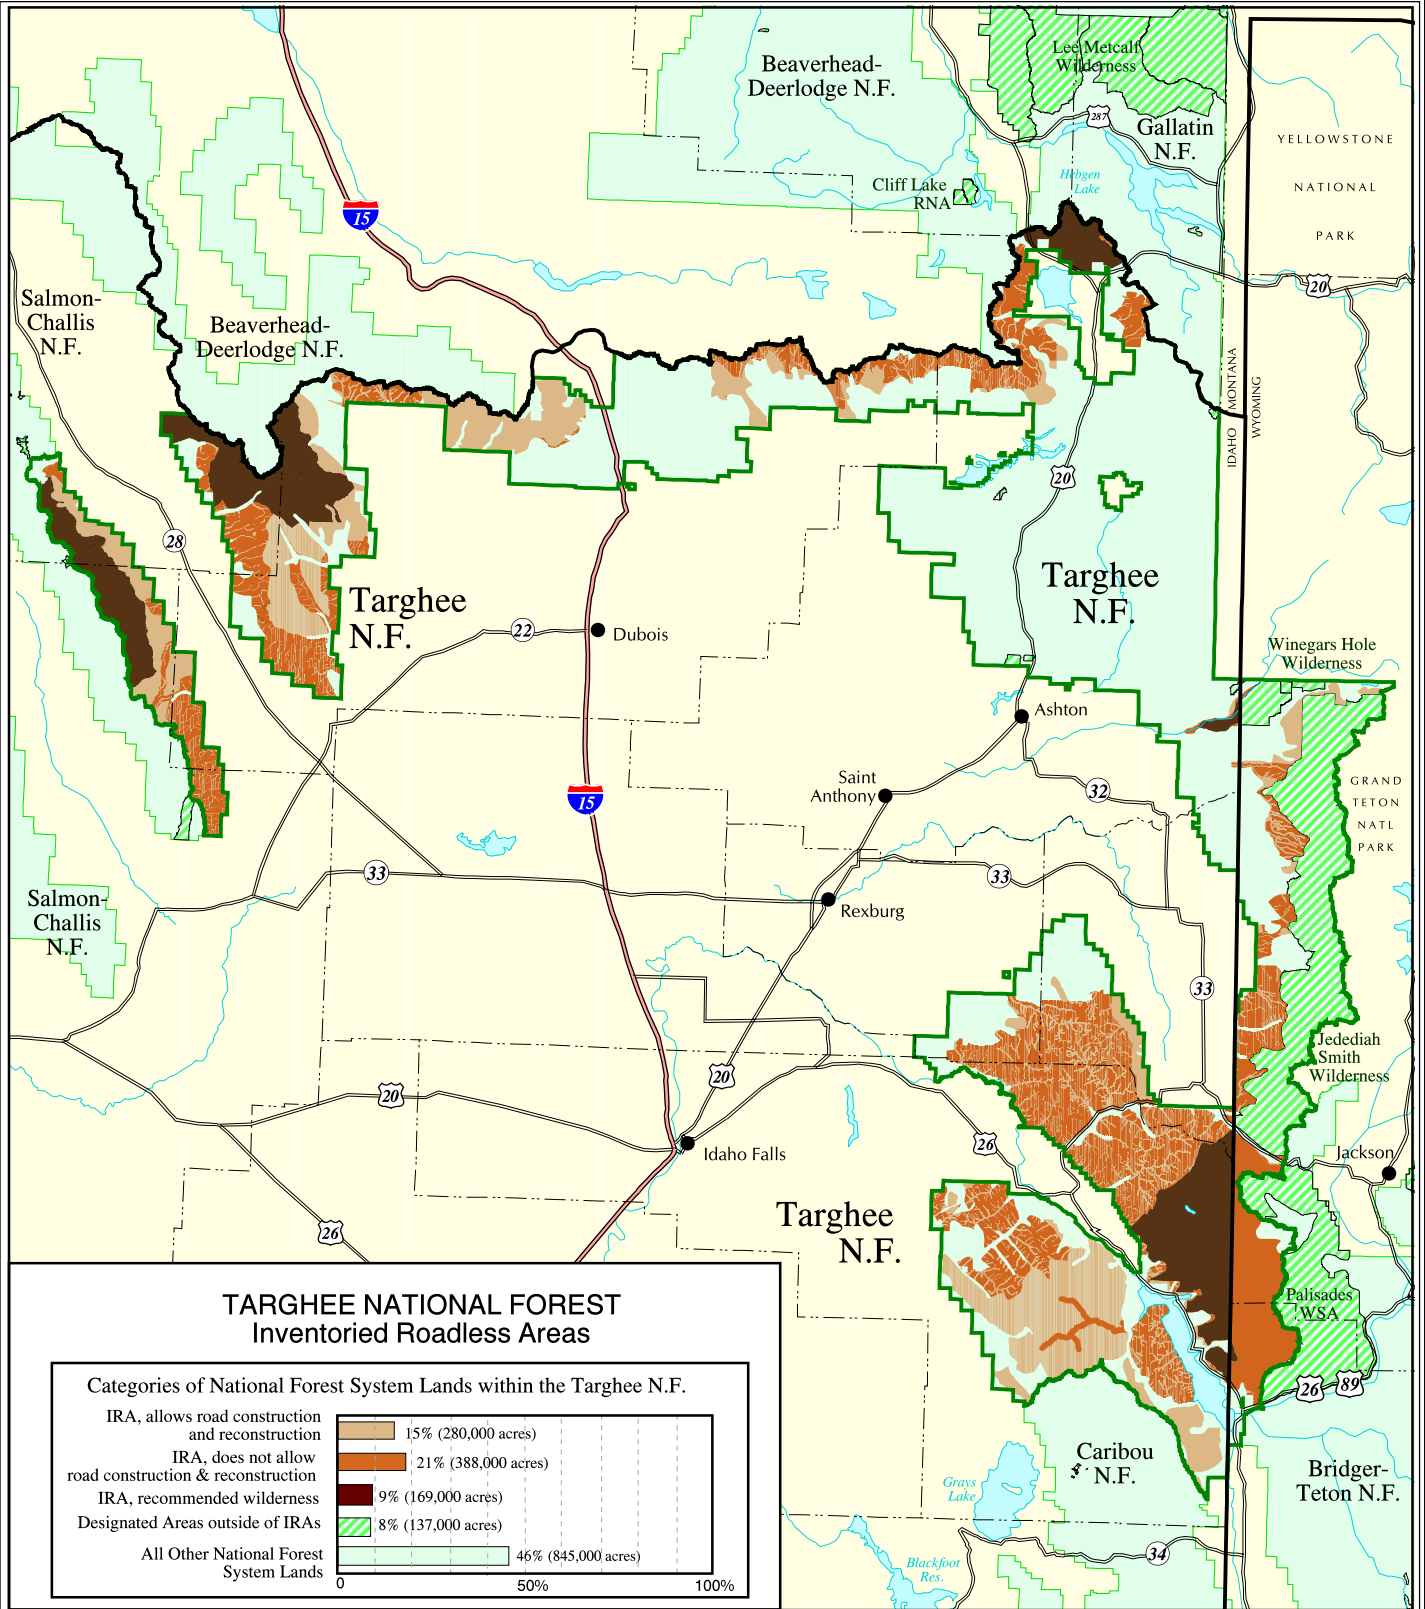 Lee Metcalf
Wilderness
Beaverhead-
Deerlodge N.F.
287
Gallatin
N.F.
YELLOWSTONE
NATIONAL
PARK
Hebgen
Lake
Cliff Lake
RNA
15
20
Salmon-
Challis
N.F.
Beaverhead-
Deerlodge N.F.
IDAHO MONTANA
WYOMING
20
28
Targhee
N.F.
Targhee
N.F.
22
Dubois
Winegars Hole
Wilderness
Ashton
Saint
Anthony
32
GRAND
TETON
NATL
PARK
15
33
33
Rexburg
Salmon-
Challis
N.F.
33
Jedediah
Smith
Wilderness
20
20
26
Idaho Falls
Jackson
26
Targhee
N.F.
Palisades
WSA
26
89
Caribou
N.F.
Bridger-
Teton N.F.
Grays
Lake
34
Blackfoot
Res.
TARGHEE NATIONAL FOREST
Inventoried Roadless Areas
Categories of National Forest System Lands within the Targhee N.F.
IRA, allows road construction
and reconstruction
15% (280,000 acres)
IRA, does not allow
road construction & reconstruction
21% (388,000 acres)
IRA, recommended wilderness
9% (169,000 acres)
Designated Areas outside of IRAs
8% (137,000 acres)
All Other National Forest
System Lands
46% (845,000 acres)
0 50% 100%